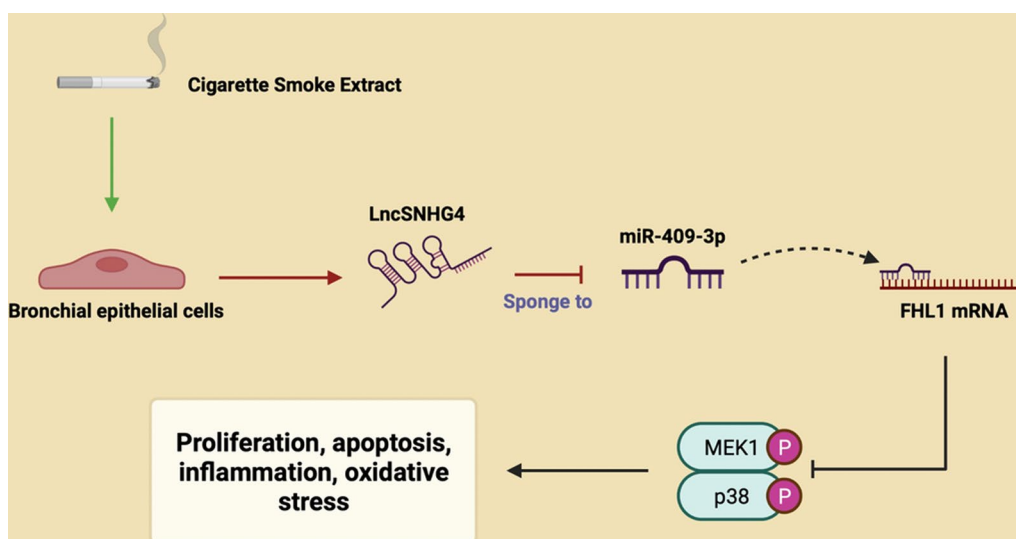 Cigarette Smoke Extract
LncSNHG4
miR-409-3p
Bronchial epithelial cells
Sponge to
FHL1 mRNA
Proliferation, apoptosis,
inflammation, oxidative
stress
MEK1 P
p38 P